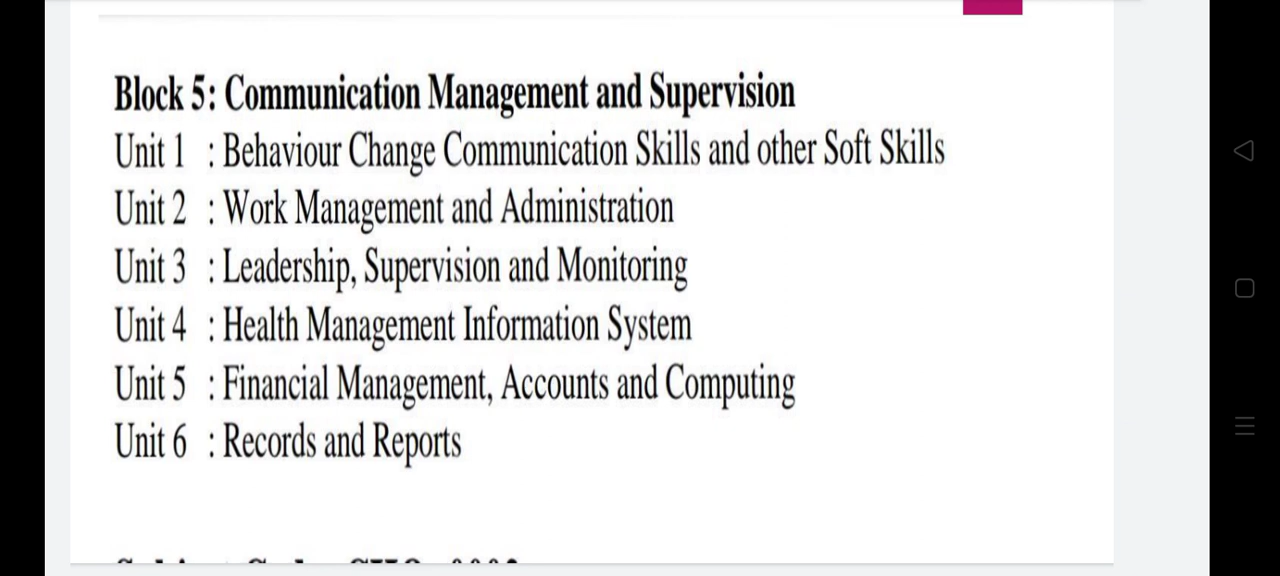 Block 5: Communication Management and Supervision
Unit 1 : Behaviour Change Communication Skills and other Soft Skills
Unit 2 : Work Management and Administration
Unit 3 : Leadership, Supervision and Monitoring
Unit 4 : Health Management Information System
Unit 5 : Financial Management, Accounts and Computing
Unit 6 : Records and Reports